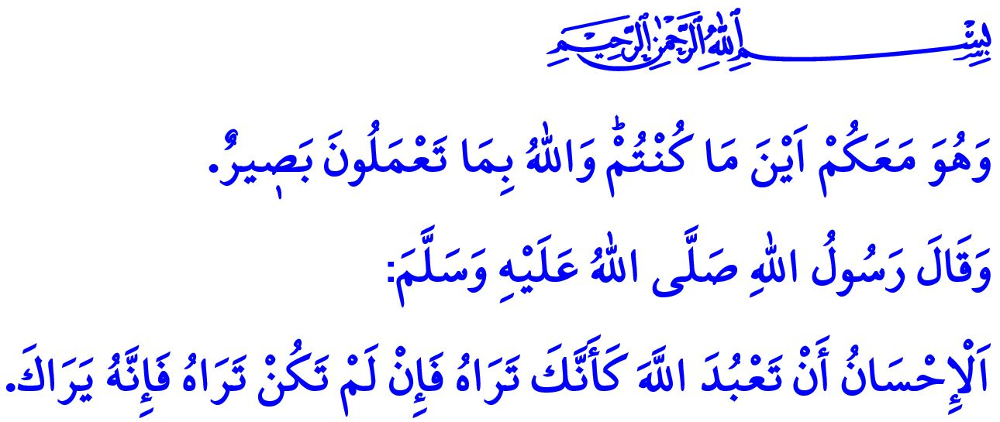 بِسْمِ اللّٰهِ الرَّحْمٰنِ الرَّحِيمِ
وَهُوَ مَعَكُمْ اَيْنَ مَا كُنْتُمْۜ وَاللّٰهُ بِمَا تَعْمَلُونَ بَص۪يرٌ.
وَقَالَ رَسُولُ اللّٰهِ صَلَّى اللّٰهُ عَلَيْهِ وَسَلَّمَ:
اَلْإِحْسَانُ أَنْ تَعْبُدَ اللَّهَ كَأَنَّكَ تَرَاهُ فَإِنْ لَمْ تَكُنْ تَرَاهُ فَإِنَّهُ يَرَاكَ.